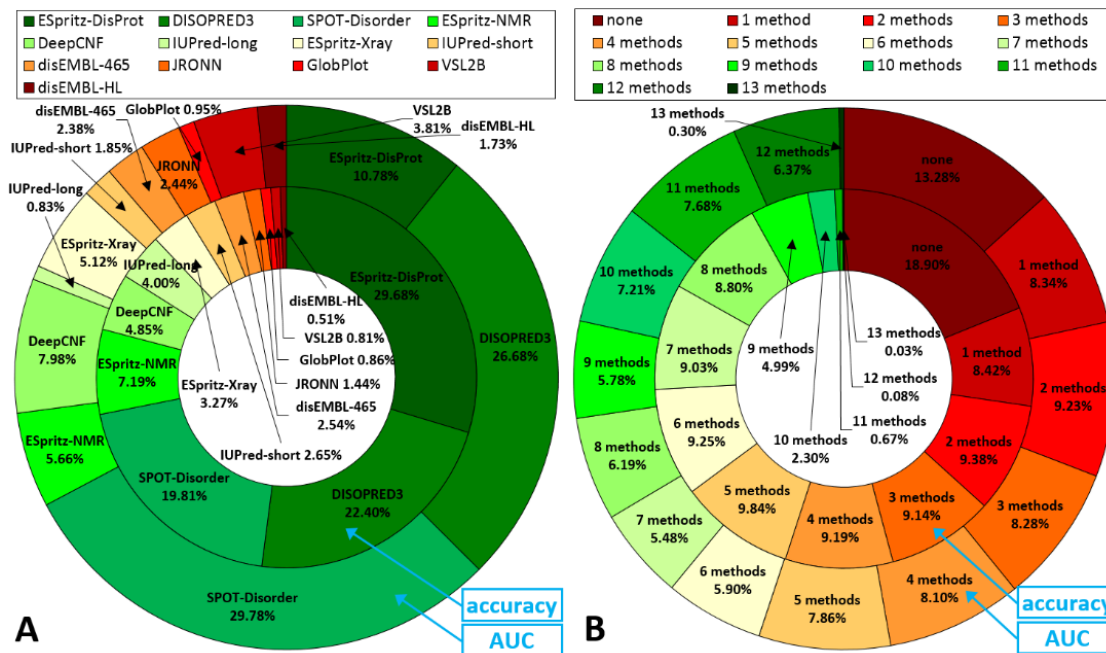 ESpritz-DisProt
DISOPRED3
SPOT-Disorder
ESpritz-NMR
DeepCNF
IUPred-long
ESpritz-Xray
IUPred-short
disEMBL-465
JRONN
GlobPlot
VSL2B
disEMBL-HL
disEMBL-465
2.38%
GlobPlot 0.95%
VSL2B
3.81%
disEMBL-HL
1.73%
IUPred-short 1.85%
JRONN
2.44%
ESpritz-DisProt
10.78%
IUPred-long
0.83%
ESpritz-Xray
5.12%
IUPred-long
4.00%
ESpritz-DisProt
29.68%
DeepCNF
7.98%
DeepCNF
4.85%
disEMBL-HL
0.51%
VSL2B 0.81%
GlobPlot 0.86%
DISOPRED3
26.68%
ESpritz-NMR
7.19%
ESpritz-Xray
3.27%
JRONN 1.44%
disEMBL-465
2.54%
ESpritz-NMR
5.66%
IUPred-short 2.65%
SPOT-Disorder
19.81%
DISOPRED3
22.40%
SPOT-Disorder
29.78%
accuracy
AUC
A
none
1 method
2 methods
3 methods
4 methods
5 methods
6 methods
7 methods
8 methods
9 methods
10 methods
11 methods
12 methods
13 methods
13 methods
0.30%
12 methods
6.37%
none
13.28%
11 methods
7.68%
none
18.90%
8 methods
8.80%
1 method
8.34%
10 methods
7.21%
13 methods
0.03%
9 methods
4.99%
7 methods
9.03%
1 method
8.42%
9 methods
5.78%
12 methods
0.08%
2 methods
9.23%
11 methods
0.67%
6 methods
9.25%
10 methods
2.30%
2 methods
9.38%
8 methods
6.19%
5 methods
9.84%
4 methods
9.19%
3 methods
9.14%
3 methods
8.28%
7 methods
5.48%
6 methods
5.90%
5 methods
7.86%
4 methods
8.10%
accuracy
AUC
B